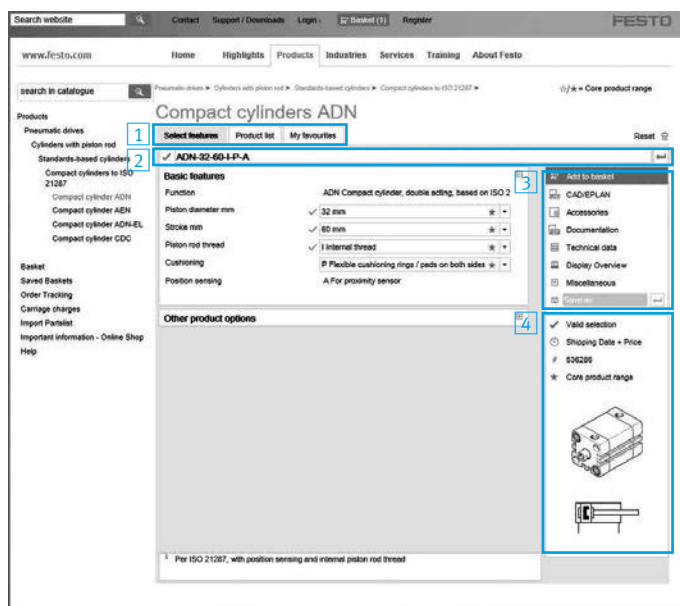 Search website
Contact Support / Downloads Login Basket (1) Register
FESTO
www.festo.com
Home Highlights Products Industries Services Training About Festo
search in catalogue
Pneumatic drives ► Cylinders with piston rod ► Standards-based cylinders ► Compact cylinders to ISO 21287 ►
☆/★ = Core product range
Compact cylinders ADN
1
Select features Product list My favourites
Reset
2
✓ ADN-32-60-I-P-A
Products
Pneumatic drives
Cylinders with piston rod
Standards-based cylinders
Compact cylinders to ISO
21287
Compact cylinder ADN
Compact cylinder AEN
Compact cylinder ADN-EL
Compact cylinder CDC
Basket
Saved Baskets
Order Tracking
Carriage charges
Import Partslist
Important information - Online Shop
Help
Basic features
Function ADN Compact cylinder, double acting, based on ISO 2
Piston diameter mm ✓ 32 mm ★
Stroke mm ✓ 60 mm ★
Piston rod thread ✓ I Internal thread ★
Cushioning P Flexible cushioning rings / pads on both sides ★
Position sensing A For proximity sensor
Other product options
3
Add to basket
CAD/EPLAN
Accessories
Documentation
Technical data
Display Overview
Miscellaneous
Save as
4
✓ Valid selection
Shipping Date + Price
# 536286
★ Core product range
1 Per ISO 21287, with position sensing and internal piston rod thread